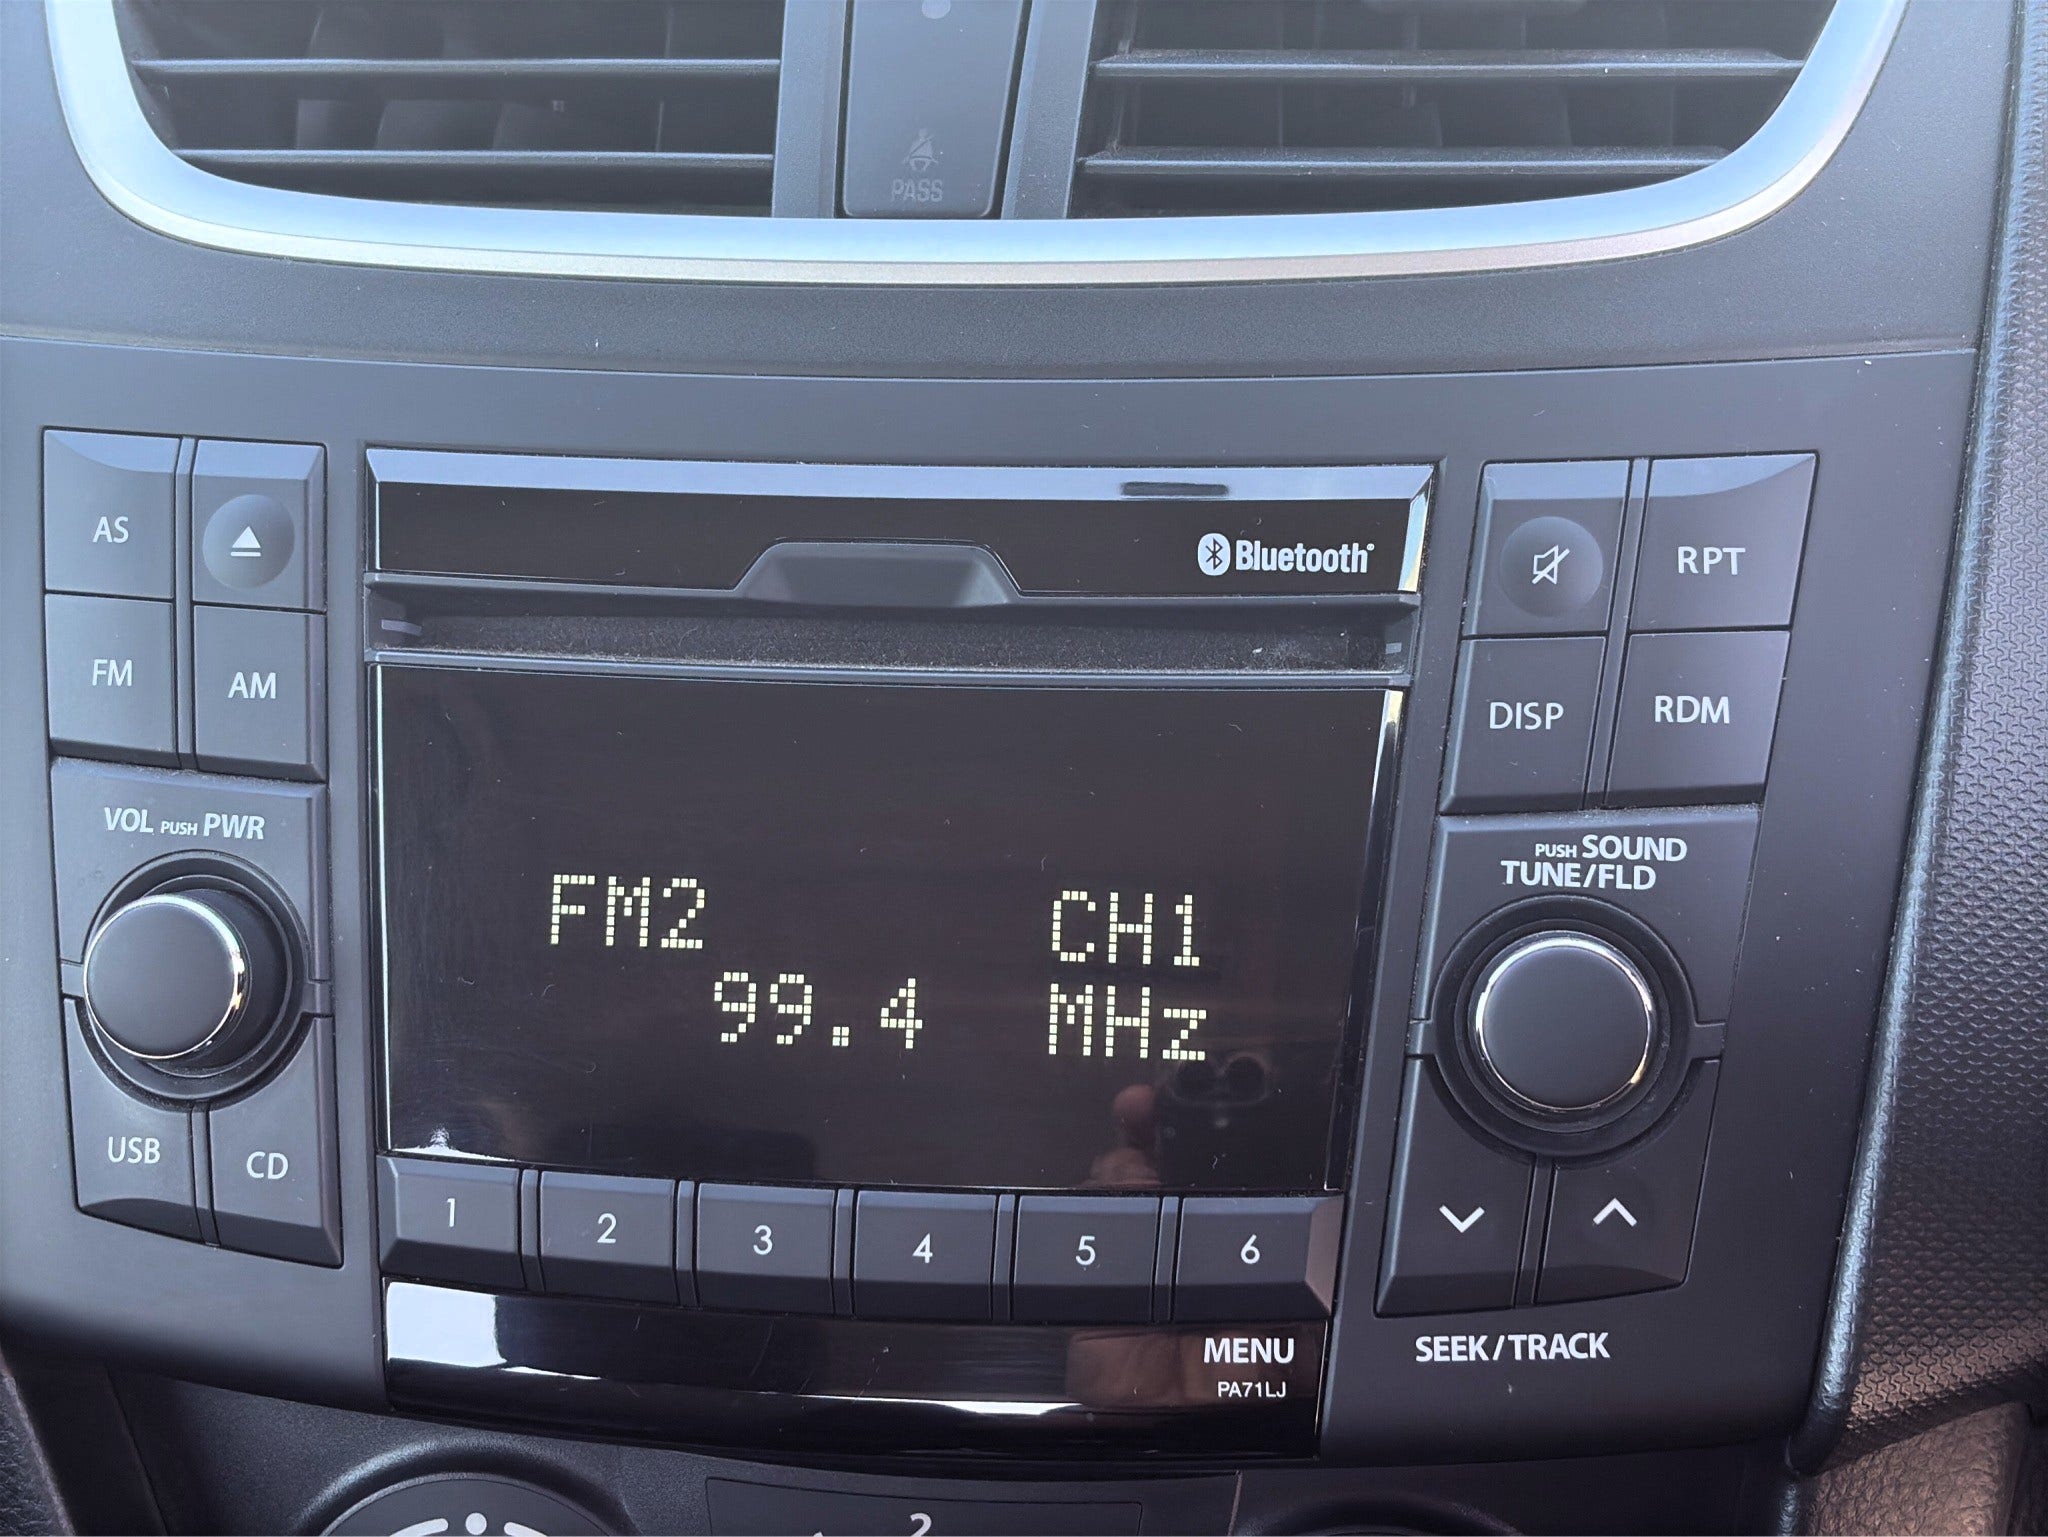 PASS
Bluetooth
AS
RPT
FM
AM
DISP
RDM
VOL PUSH PWR
PUSH SOUND
TUNE/FLD
FM2 CH1
99.4 MHz
USB
CD
1 2 3 4 5 6
MENU
PA71LJ
SEEK/TRACK
2